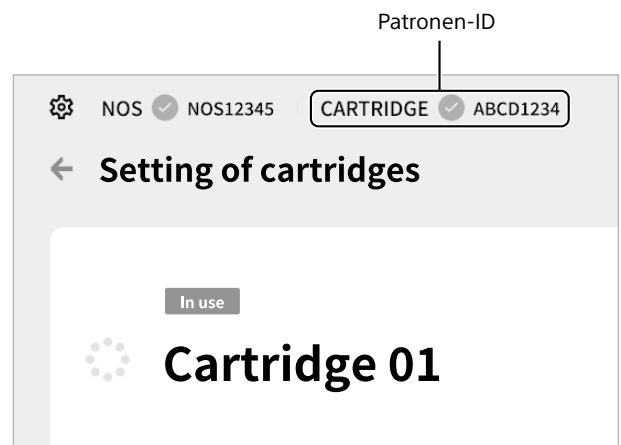 Patronen-ID
NOS NOS12345 CARTRIDGE ABCD1234
Setting of cartridges
In use
Cartridge 01